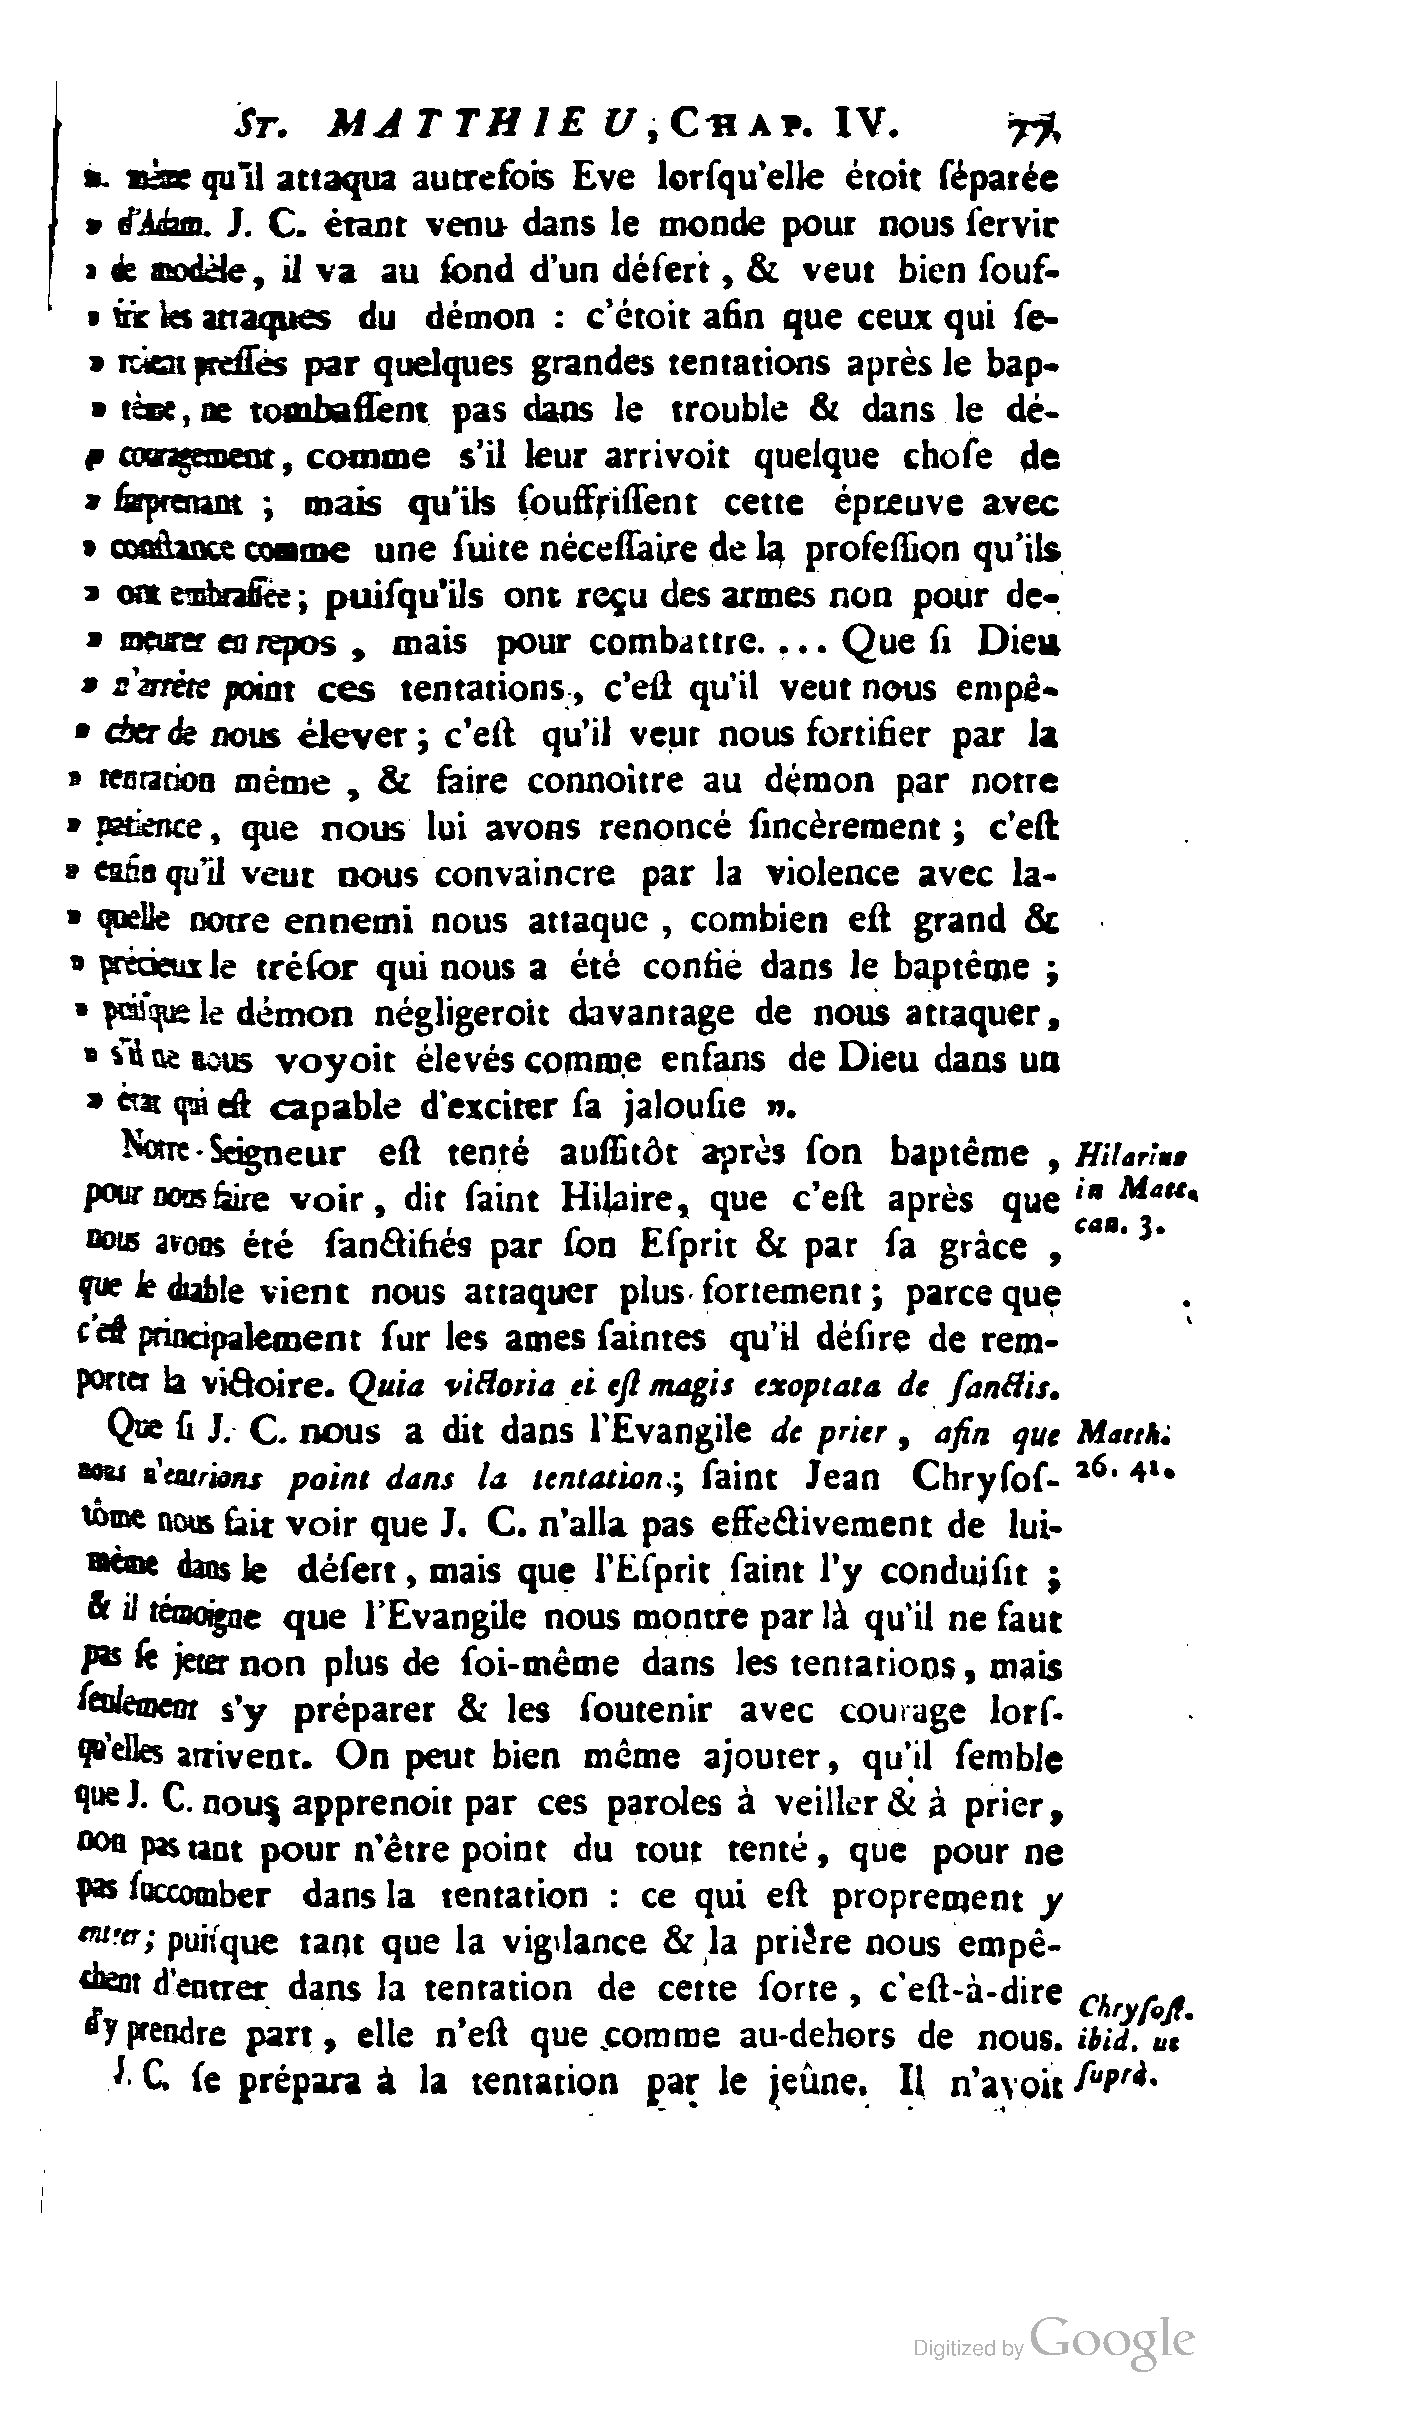 ST. MATTHIEU, CHAP. IV. 77
» mère qu'il attaqua autrefois Eve lorſqu'elle étoit ſéparée
» d'Adam. J. C. étant venu dans le monde pour nous ſervir
» de modèle, il va au fond d'un déſert, & veut bien ſouf-
» frir les attaques du démon : c'étoit afin que ceux qui ſe-
» roient preſſés par quelques grandes tentations après le bap-
» tême, ne tombaſſent pas dans le trouble & dans le dé-
» couragement, comme s'il leur arrivoit quelque choſe de
» ſurprenant ; mais qu'ils ſouffriſſent cette épreuve avec
» conſtance comme une ſuite néceſſaire de la profeſſion qu'ils
» ont embraſſée; puiſqu'ils ont reçu des armes non pour de-
» meurer en repos, mais pour combattre.... Que ſi Dieu
» n'arrête point ces tentations, c'eſt qu'il veut nous empê-
» cher de nous élever; c'eſt qu'il veut nous fortifier par la
» tentation même, & faire connoître au démon par notre
» patience, que nous lui avons renoncé ſincèrement; c'eſt
» enfin qu'il veut nous convaincre par la violence avec la-
» quelle notre ennemi nous attaque, combien eſt grand &
» précieux le tréſor qui nous a été confié dans le baptême ;
» puiſque le démon négligeroit davantage de nous attaquer,
» s'il ne nous voyoit élevés comme enfans de Dieu dans un
» état qui eſt capable d'exciter ſa jalouſie ».
Notre-Seigneur eſt tenté auſſitôt après ſon baptême, Hilarius
pour nous faire voir, dit ſaint Hilaire, que c'eſt après que in Matt.
nous avons été ſanctifiés par ſon Eſprit & par ſa grâce, can. 3.
que le diable vient nous attaquer plus fortement; parce que
c'eſt principalement ſur les ames ſaintes qu'il déſire de rem-
porter la victoire. Quia victoria ei eſt magis exoptata de ſanctis.
Que ſi J. C. nous a dit dans l'Evangile de prier, afin que Matth.
nous n'entrions point dans la tentation; ſaint Jean Chryſoſ- 26. 41.
tôme nous fait voir que J. C. n'alla pas effectivement de lui-
même dans le déſert, mais que l'Eſprit ſaint l'y conduiſit ;
& il témoigne que l'Evangile nous montre par là qu'il ne faut
pas ſe jeter non plus de ſoi-même dans les tentations, mais
ſeulement s'y préparer & les ſoutenir avec courage lorſ-
qu'elles arrivent. On peut bien même ajouter, qu'il ſemble
que J. C. nous apprenoit par ces paroles à veiller & à prier,
non pas tant pour n'être point du tout tenté, que pour ne
pas ſuccomber dans la tentation : ce qui eſt proprement y
entrer; puiſque tant que la vigilance & la prière nous empê-
chent d'entrer dans la tentation de cette ſorte, c'eſt-à-dire Chryſoſt.
d'y prendre part, elle n'eſt que comme au-dehors de nous. ibid. ut
J. C. ſe prépara à la tentation par le jeûne. Il n'avoit ſuprà.
Digitized by Google